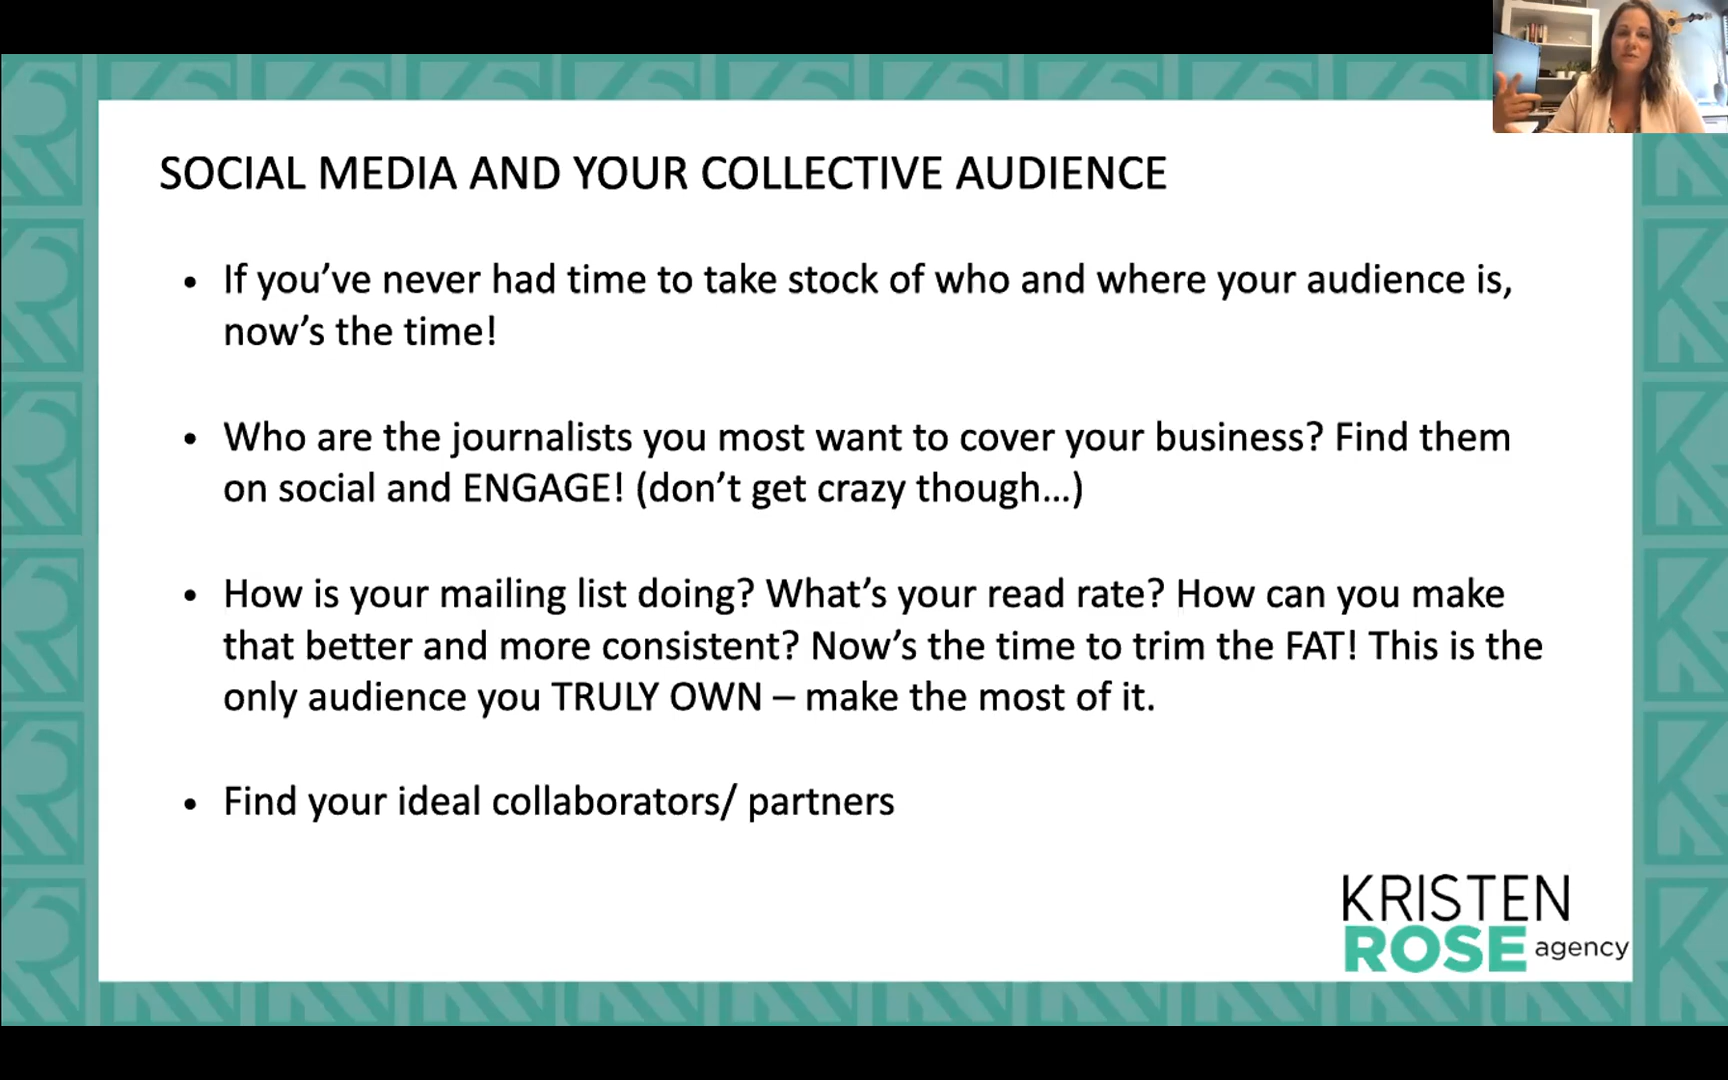 SOCIAL MEDIA AND YOUR COLLECTIVE AUDIENCE
• If you’ve never had time to take stock of who and where your audience is,
now’s the time!
• Who are the journalists you most want to cover your business? Find them
on social and ENGAGE! (don’t get crazy though…)
• How is your mailing list doing? What’s your read rate? How can you make
that better and more consistent? Now’s the time to trim the FAT! This is the
only audience you TRULY OWN – make the most of it.
• Find your ideal collaborators/ partners
KRISTEN
ROSE agency